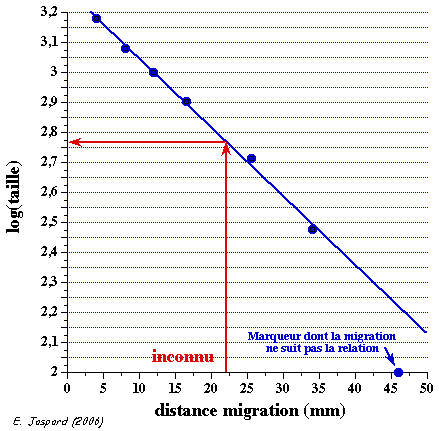 3,2
3,1
3
2,9
2,8
2,7
2,6
2,5
2,4
2,3
2,2
2,1
2
log(taille)
inconnu
Marqueur dont la migration
ne suit pas la relation
0 5 10 15 20 25 30 35 40 45 50
distance migration (mm)
E. Jaspard (2006)